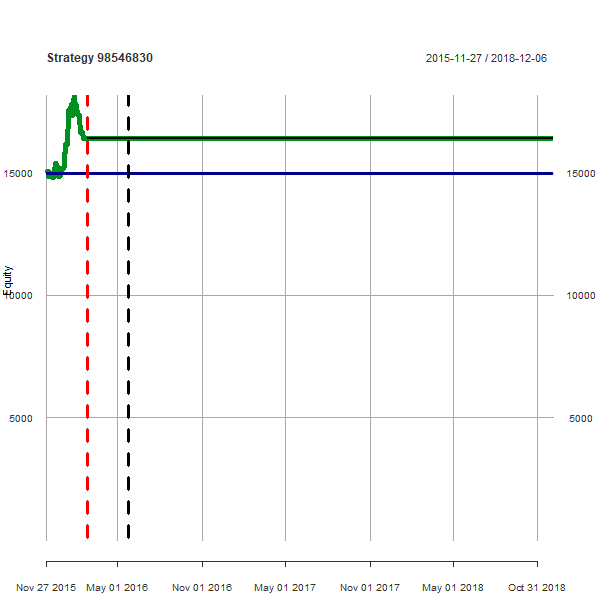 Strategy 98546830
2015-11-27 / 2018-12-06
15000
15000
Equity
10000
10000
5000
5000
Nov 27 2015
May 01 2016
Nov 01 2016
May 01 2017
Nov 01 2017
May 01 2018
Oct 31 2018